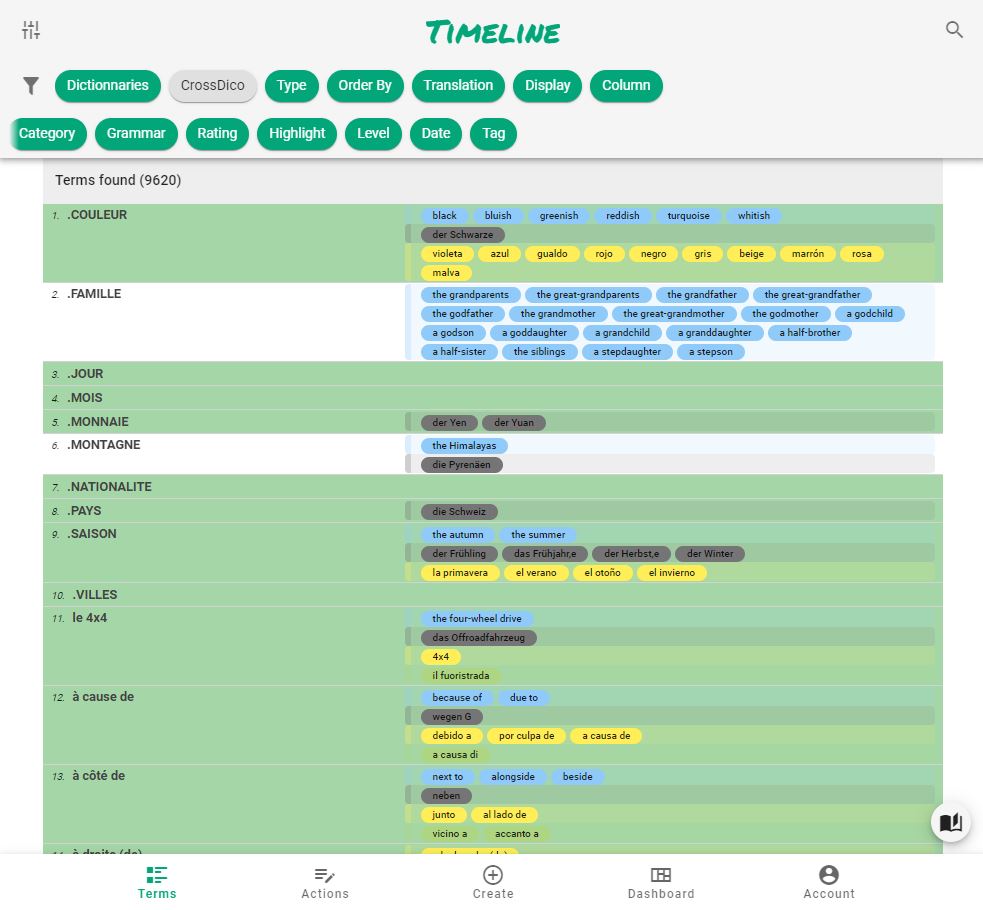 Timeline
Dictionnaries CrossDico Type Order By Translation Display Column
Category Grammar Rating Highlight Level Date Tag
Terms found (9620)
1. .COULEUR black bluish greenish reddish turquoise whitish
der Schwarze
violeta azul gualdo rojo negro gris beige marrón rosa
malva
2. .FAMILLE the grandparents the great-grandparents the grandfather the great-grandfather
the godfather the grandmother the great-grandmother the godmother a godchild
a godson a goddaughter a grandchild a granddaughter a half-brother
a half-sister the siblings a stepdaughter a stepson
3. .JOUR
4. .MOIS
5. .MONNAIE der Yen der Yuan
6. .MONTAGNE the Himalayas
die Pyrenäen
7. .NATIONALITE
8. .PAYS die Schweiz
9. .SAISON the autumn the summer
der Frühling das Frühjahr,e der Herbst,e der Winter
la primavera el verano el otoño el invierno
10. .VILLES
11. le 4x4 the four-wheel drive
das Offroadfahrzeug
4x4
il fuoristrada
12. à cause de because of due to
wegen G
debido a por culpa de a causa de
a causa di
13. à côté de next to alongside beside
neben
junto al lado de
vicino a accanto a
à droite (de)
Terms Actions Create Dashboard Account